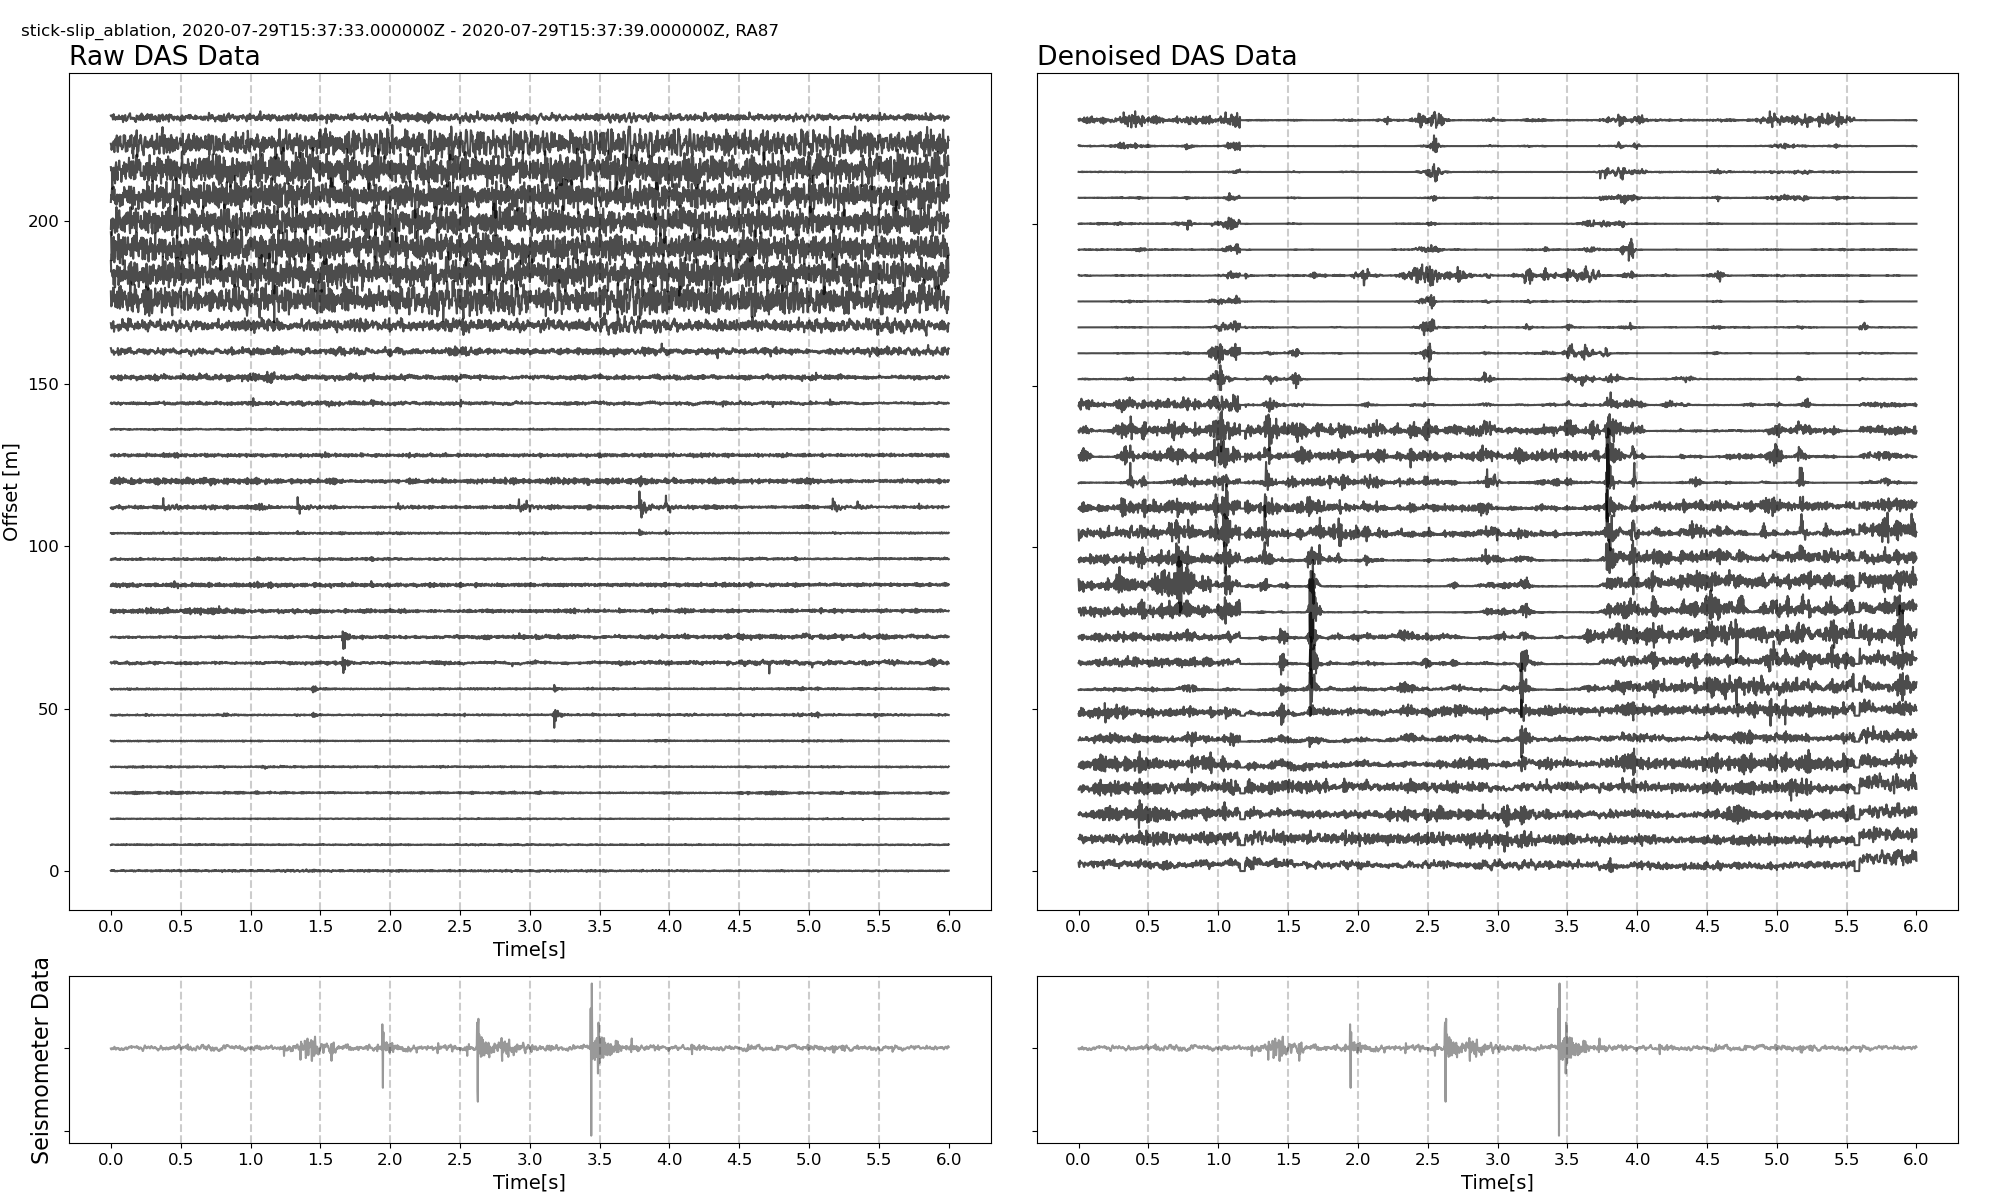 stick-slip_ablation, 2020-07-29T15:37:33.000000Z - 2020-07-29T15:37:39.000000Z, RA87
Raw DAS Data
Denoised DAS Data
Offset [m]
200
150
100
50
0
0.0 0.5 1.0 1.5 2.0 2.5 3.0 3.5 4.0 4.5 5.0 5.5 6.0
Time[s]
0.0 0.5 1.0 1.5 2.0 2.5 3.0 3.5 4.0 4.5 5.0 5.5 6.0
Seismometer Data
0.0 0.5 1.0 1.5 2.0 2.5 3.0 3.5 4.0 4.5 5.0 5.5 6.0
Time[s]
0.0 0.5 1.0 1.5 2.0 2.5 3.0 3.5 4.0 4.5 5.0 5.5 6.0
Time[s]